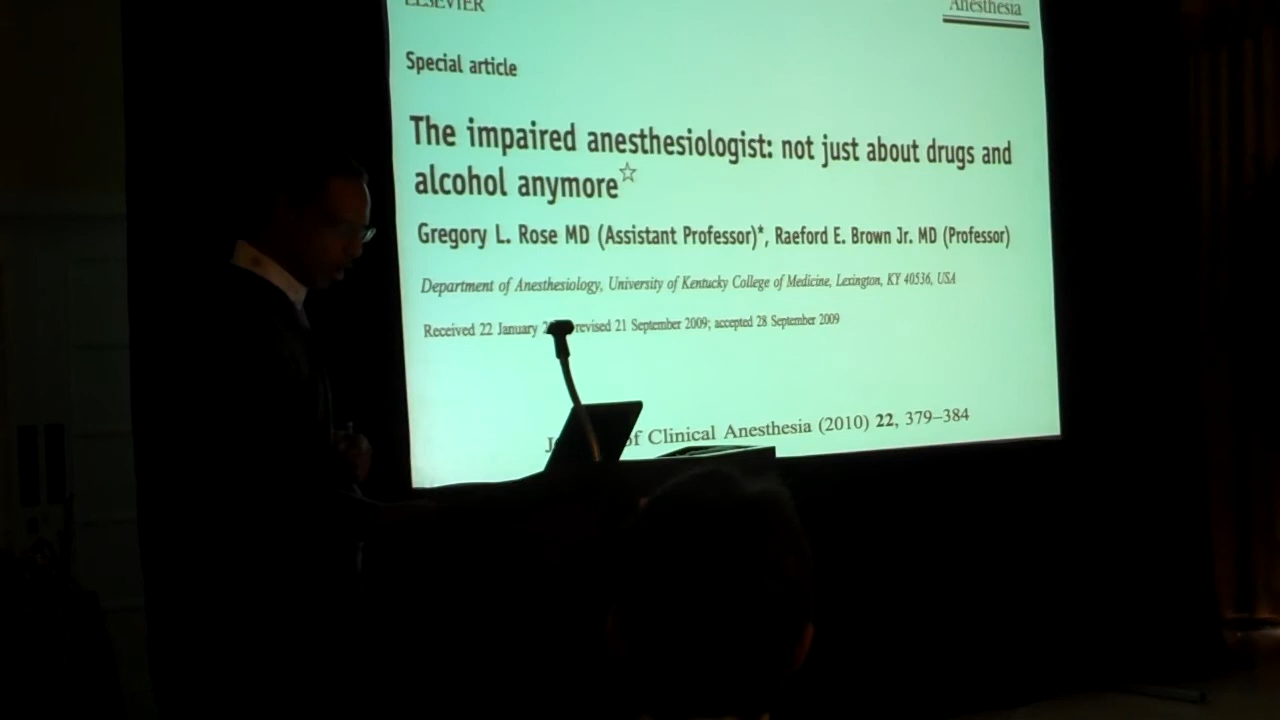 ELSEVIER
Anesthesia
Special article
The impaired anesthesiologist: not just about drugs and
alcohol anymore☆
Gregory L. Rose MD (Assistant Professor)*, Raeford E. Brown Jr. MD (Professor)
Department of Anesthesiology, University of Kentucky College of Medicine, Lexington, KY 40536, USA
Received 22 January 2 revised 21 September 2009; accepted 28 September 2009
J of Clinical Anesthesia (2010) 22, 379–384